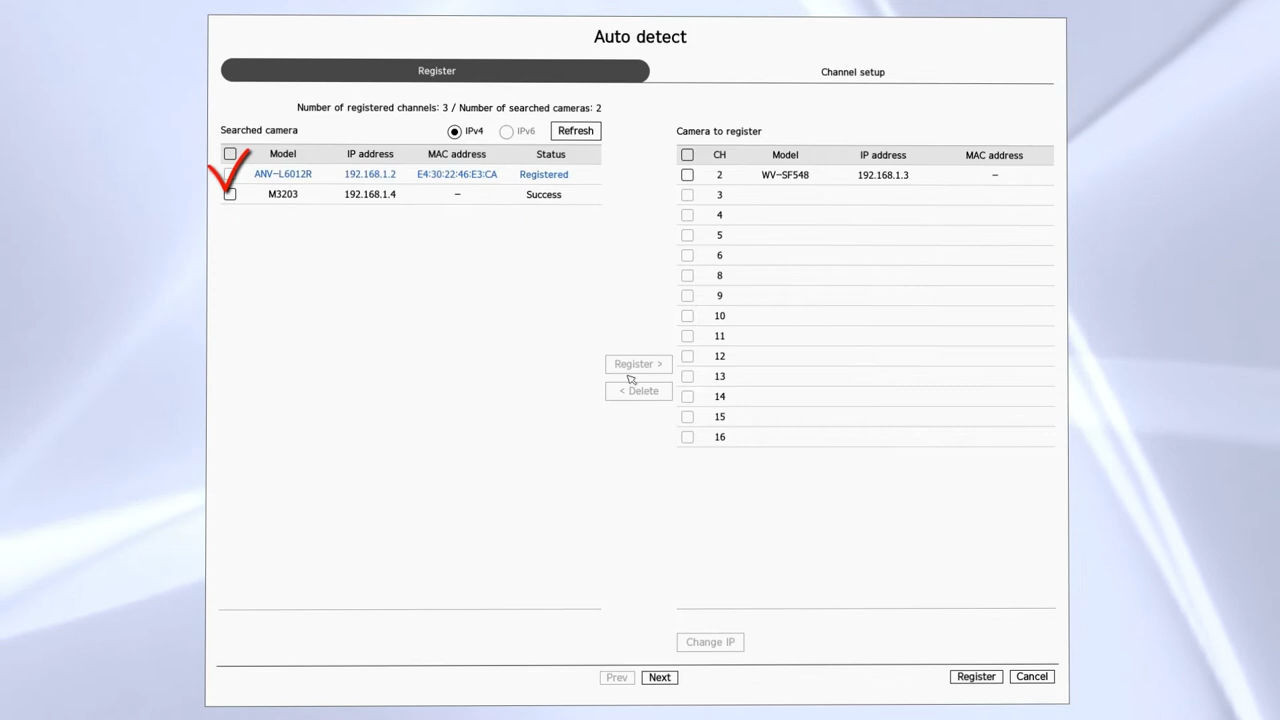 Auto detect
Register
Channel setup
Number of registered channels: 3 / Number of searched cameras: 2
Searched camera
IPv4
IPv6
Refresh
Model IP address MAC address Status
ANV-L6012R 192.168.1.2 E4:30:22:46:E3:CA Registered
M3203 192.168.1.4 – Success
Register >
< Delete
Camera to register
CH Model IP address MAC address
2 WV-SF548 192.168.1.3 –
3
4
5
6
8
9
10
11
12
13
14
15
16
Change IP
Prev
Next
Register
Cancel